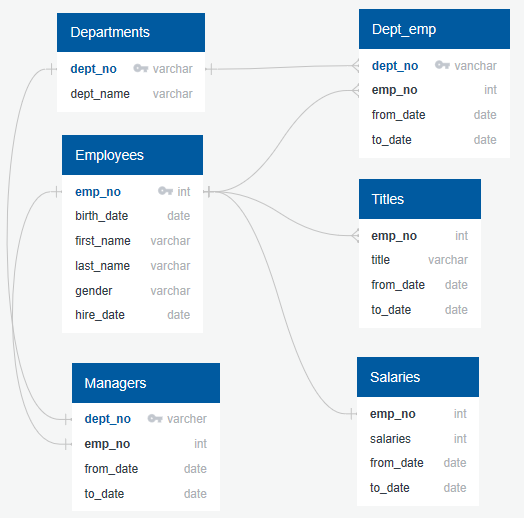 Departments
dept_no varchar
dept_name varchar
Employees
emp_no int
birth_date date
first_name varchar
last_name varchar
gender varchar
hire_date date
Managers
dept_no varcher
emp_no int
from_date date
to_date date
Dept_emp
dept_no vanchar
emp_no int
from_date date
to_date date
Titles
emp_no int
title varchar
from_date date
to_date date
Salaries
emp_no int
salaries int
from_date date
to_date date